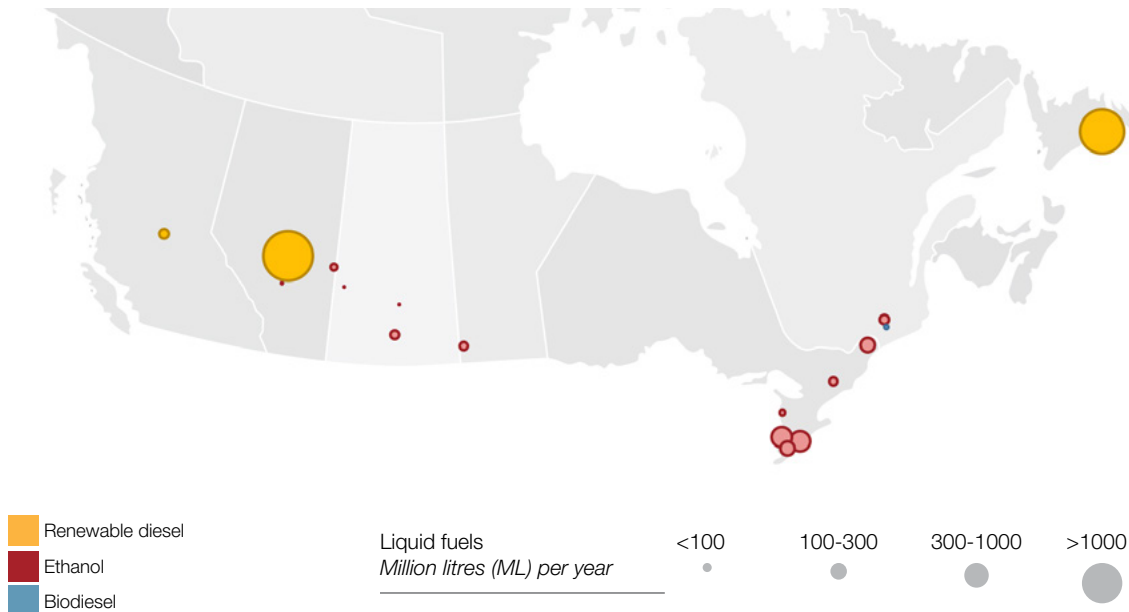 Renewable diesel
Ethanol
Biodiesel
Liquid fuels
Million litres (ML) per year
<100
100-300
300-1000
>1000